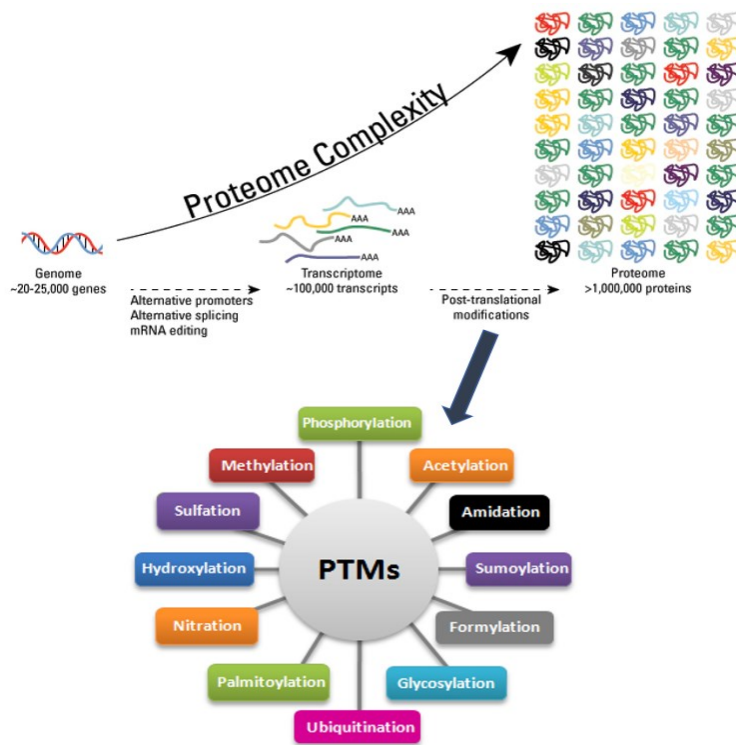 Proteome Complexity
AAA
AAA
AAA
AAA
AAA
Genome
~20-25,000 genes
Alternative promoters
Alternative splicing
mRNA editing
Transcriptome
~100,000 transcripts
Post-translational
modifications
Proteome
>1,000,000 proteins
Phosphorylation
Methylation
Acetylation
Sulfation
Amidation
Hydroxylation
PTMs
Sumoylation
Nitration
Formylation
Palmitoylation
Glycosylation
Ubiquitination